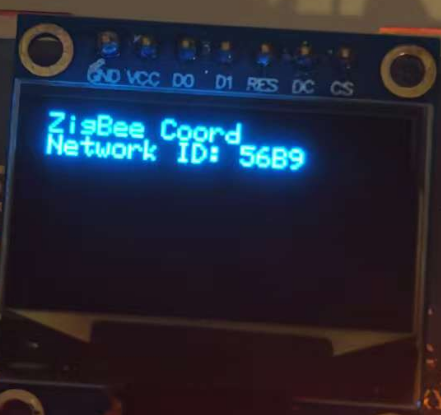 GND VCC D0 D1 RES DC CS
ZigBee Coord
Network ID: 56B9